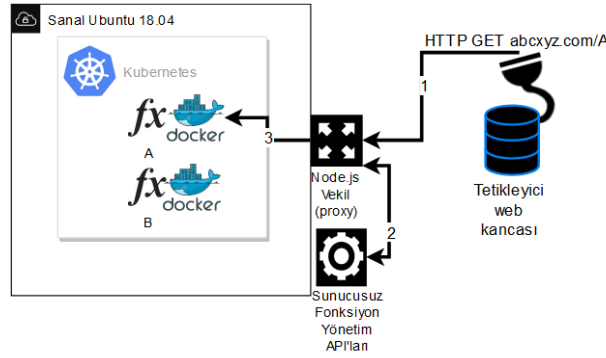 Sanal Ubuntu 18.04
HTTP GET abcxyz.com/A
Kubernetes
1
fx docker
3
A
fx docker
B
Node.js
Vekil
(proxy)
Tetikleyici
web
kancası
2
Sunucusuz
Fonksiyon
Yönetim
API'ları